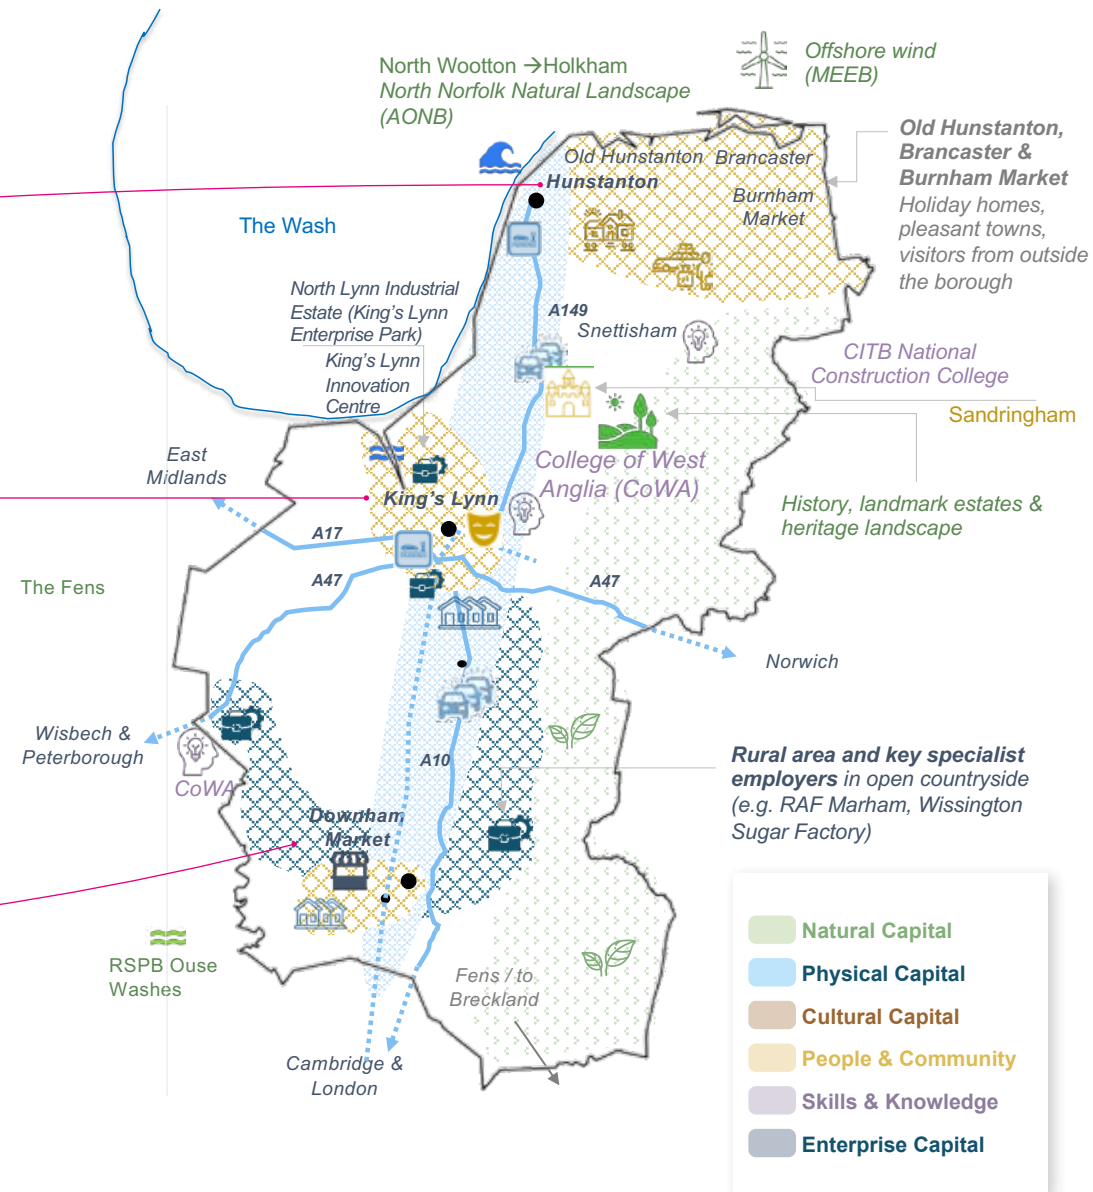 North Wootton →Holkham
North Norfolk Natural Landscape
(AONB)
Offshore wind
(MEEB)
Old Hunstanton,
Brancaster &
Burnham Market
Holiday homes,
pleasant towns,
visitors from outside
the borough
Old Hunstanton
Brancaster
Hunstanton
Burnham
Market
The Wash
North Lynn Industrial
Estate (King's Lynn
Enterprise Park)
King's Lynn
Innovation
Centre
A149
Snettisham
CITB National
Construction College
Sandringham
East
Midlands
College of West
Anglia (CoWA)
King's Lynn
History, landmark estates &
heritage landscape
A17
The Fens
A47
A47
Norwich
Wisbech &
Peterborough
CoWA
A10
Rural area and key specialist
employers in open countryside
(e.g. RAF Marham, Wissington
Sugar Factory)
Downham
Market
RSPB Ouse
Washes
Fens / to
Breckland
Cambridge &
London
Natural Capital
Physical Capital
Cultural Capital
People & Community
Skills & Knowledge
Enterprise Capital